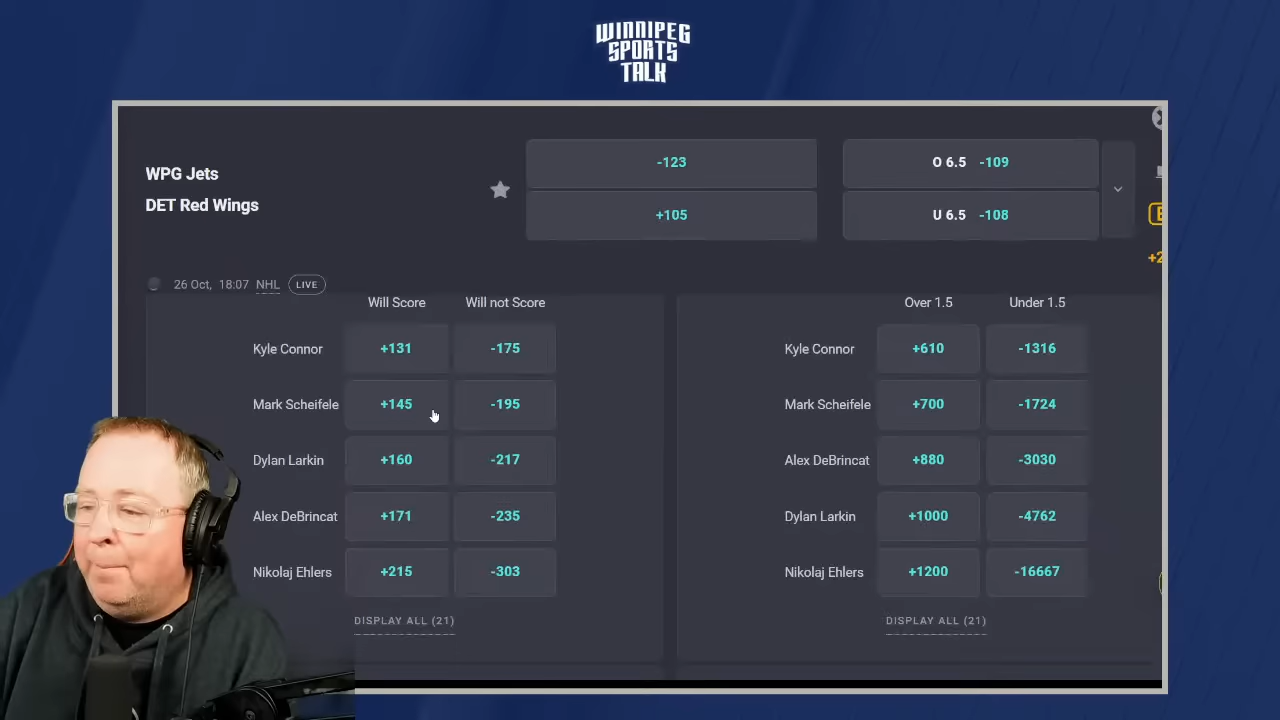 WINNIPEG
SPORTS
TALK
WPG Jets
DET Red Wings
-123
+105
O 6.5 -109
U 6.5 -108
26 Oct, 18:07 NHL LIVE
Will Score Will not Score
Kyle Connor +131 -175
Mark Scheifele +145 -195
Dylan Larkin +160 -217
Alex DeBrincat +171 -235
Nikolaj Ehlers +215 -303
DISPLAY ALL (21)
Over 1.5 Under 1.5
Kyle Connor +610 -1316
Mark Scheifele +700 -1724
Alex DeBrincat +880 -3030
Dylan Larkin +1000 -4762
Nikolaj Ehlers +1200 -16667
DISPLAY ALL (21)